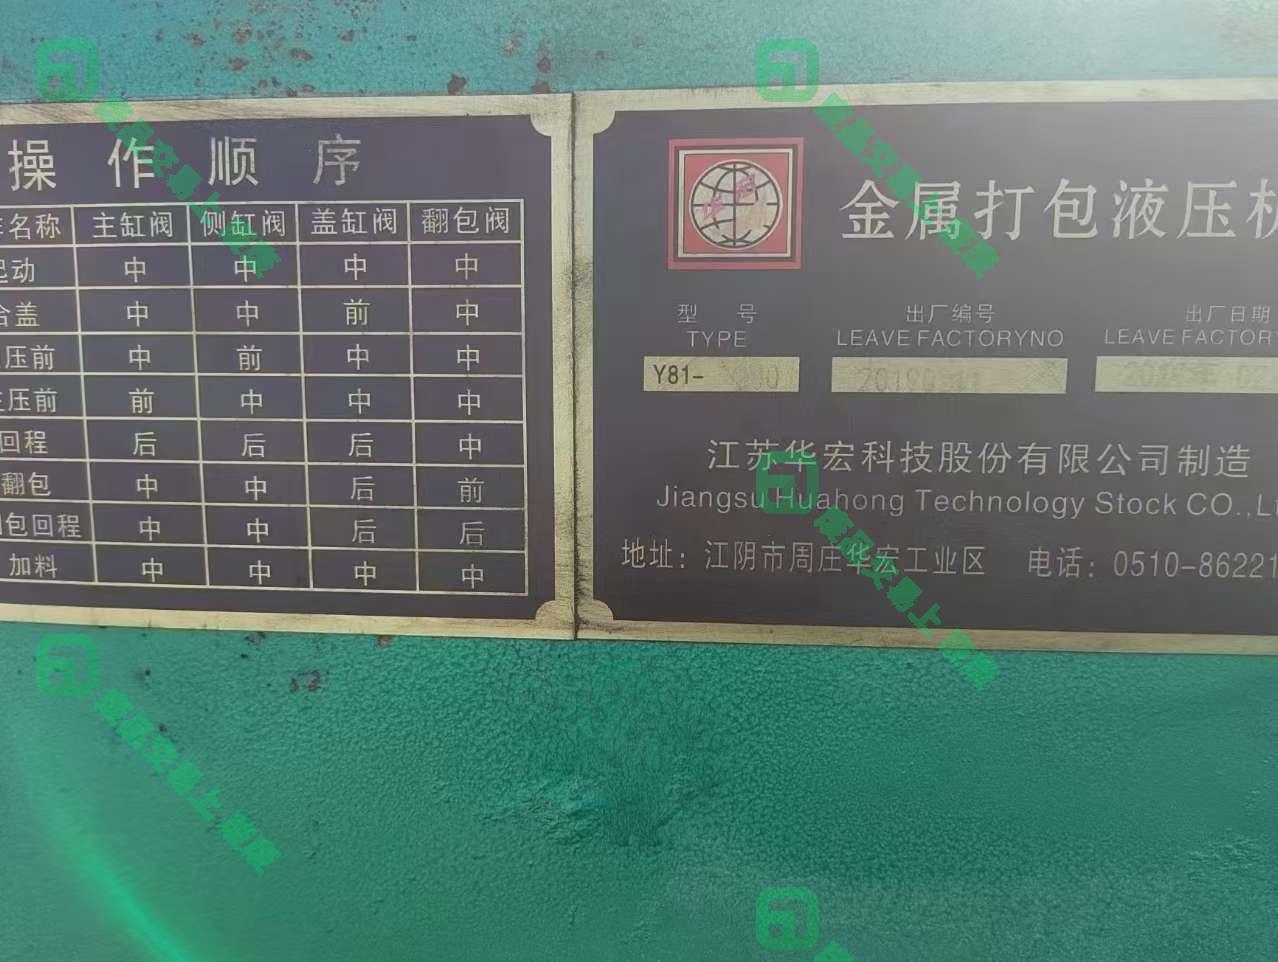 操作顺序
名称 主缸阀 侧缸阀 盖缸阀 翻包阀
起动 中 中 中 中
合盖 中 中 前 中
压前 中 前 中 中
主压前 前 中 中 中
回程 后 后 后 中
翻包 中 中 后 前
包回程 中 中 后 后
加料 中 中 中 中
金属打包液压机
型 号 出厂编号 出厂日期
TYPE LEAVE FACTORYNO LEAVE FACTOR
Y81-
江苏华宏科技股份有限公司制造
Jiangsu Huahong Technology Stock CO.,L
地址：江阴市周庄华宏工业区 电话：0510-86221